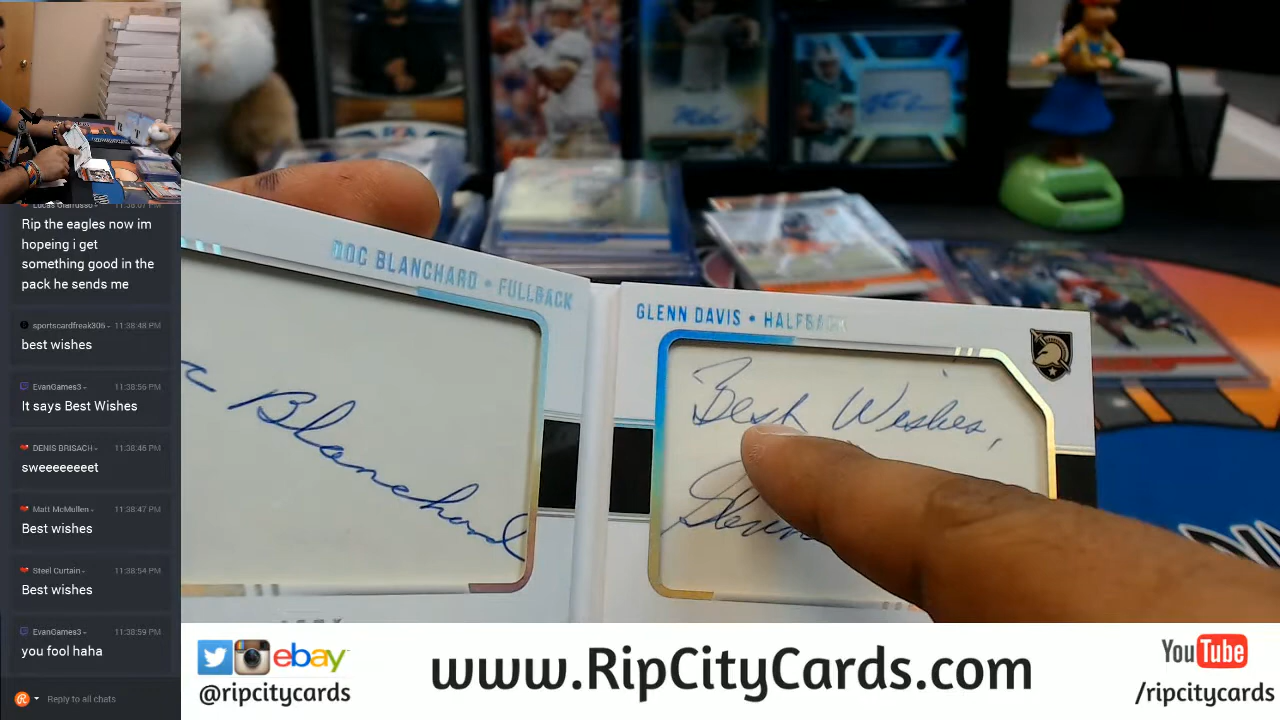 Rip the eagles now im
hopeing i get
something good in the
pack he sends me
sportscardfreak305 - 11:38:48 PM
best wishes
EvanGames3 - 11:38:56 PM
It says Best Wishes
DENIS BRISACH - 11:38:46 PM
sweeeeeeeet
Matt McMullen - 11:38:47 PM
Best wishes
Steel Curtain - 11:38:54 PM
Best wishes
EvanGames3 - 11:38:59 PM
you fool haha
Reply to all chats
DOC BLANCHARD • FULLBACK
Blanchard
GLENN DAVIS • HALFBACK
Best Wishes,
Glenn
ebay
@ripcitycards
www.RipCityCards.com
YouTube
/ripcitycards